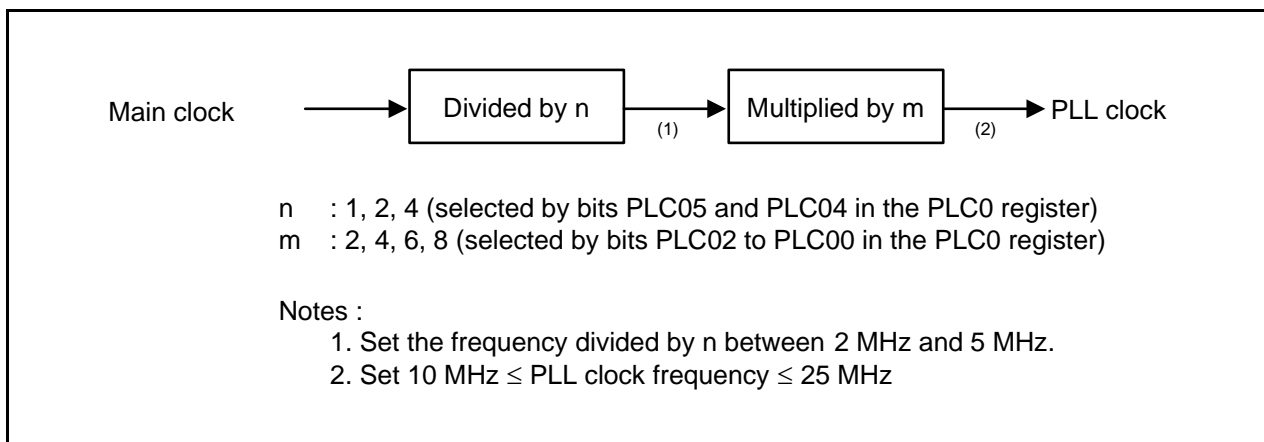 Main clock Divided by n (1) Multiplied by m (2) PLL clock
n : 1, 2, 4 (selected by bits PLC05 and PLC04 in the PLC0 register)
m : 2, 4, 6, 8 (selected by bits PLC02 to PLC00 in the PLC0 register)
Notes :
1. Set the frequency divided by n between 2 MHz and 5 MHz.
2. Set 10 MHz ≤ PLL clock frequency ≤ 25 MHz